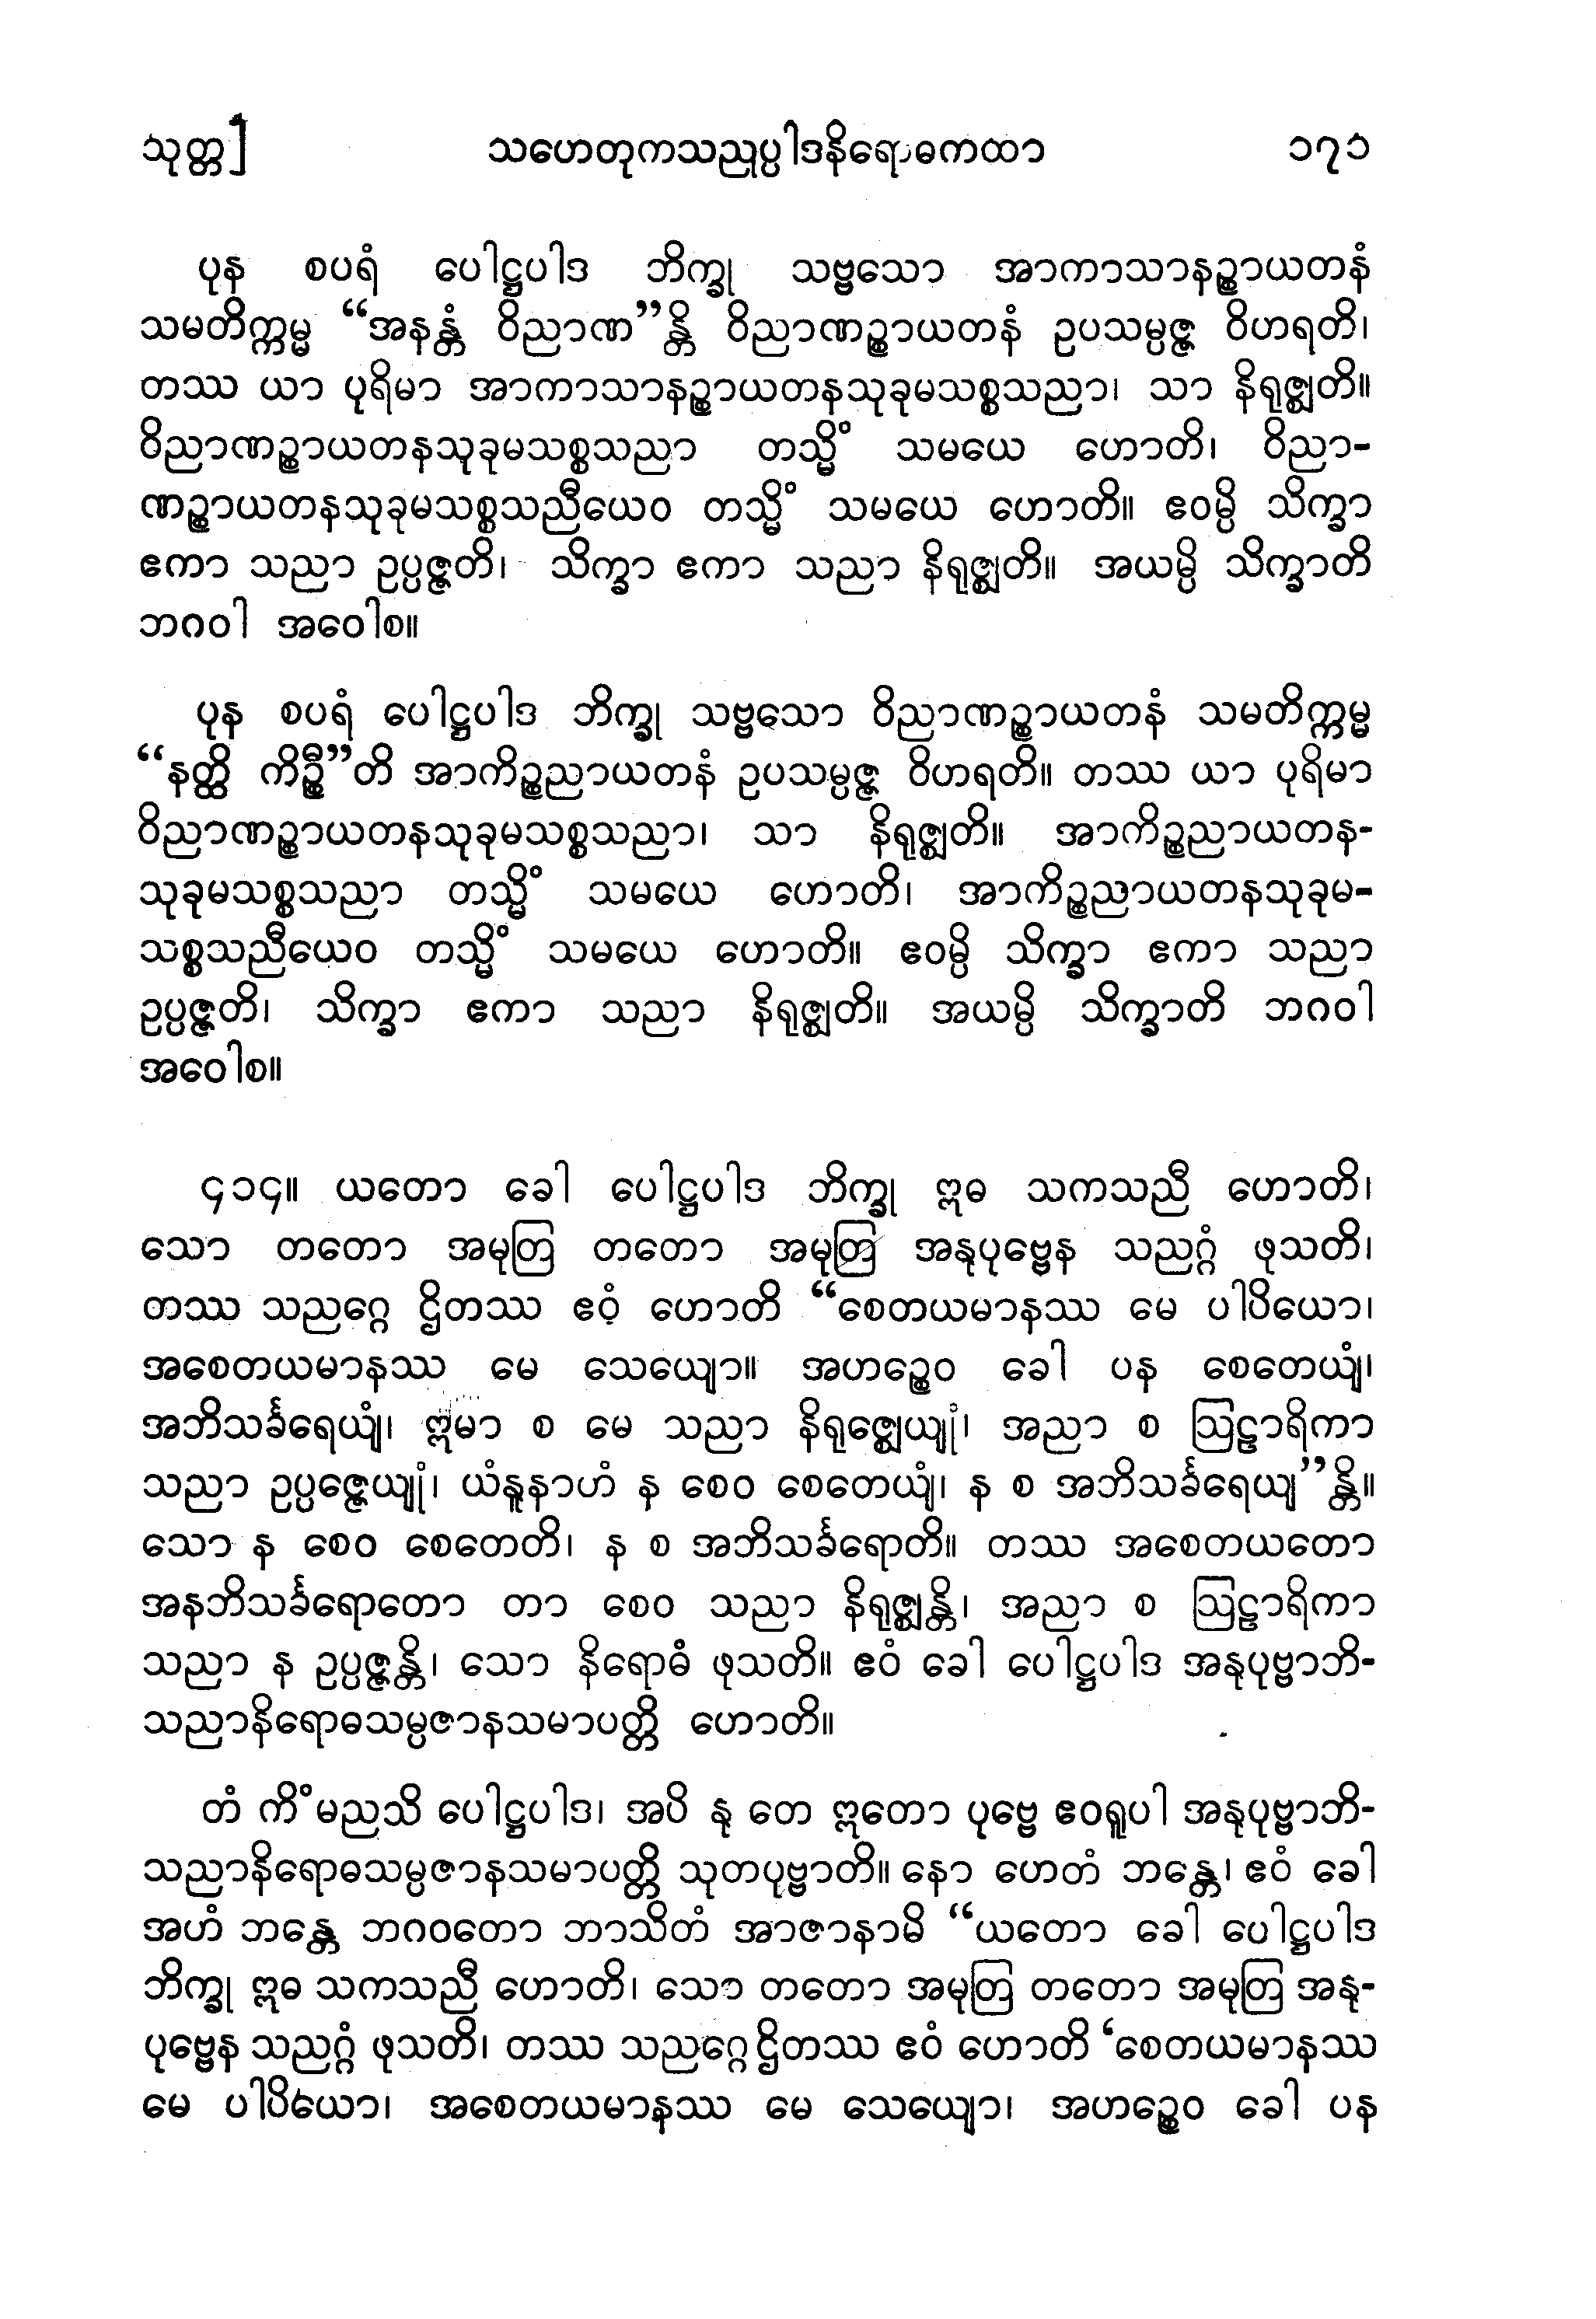 သုတ္တ] သဟေတုကသညုပ္ပါဒနိရောဓကထာ ၁၇၁
ပုန စပရံ ပေါဋ္ဌပါဒ ဘိက္ခု သဗ္ဗသော အာကာသာနဉ္စာယတနံ
သမတိက္ကမ္မ “အနန္တံ ဝိညာဏ”န္တိ ဝိညာဏဉ္စာယတနံ ဥပသမ္ပဇ္ဇ ဝိဟရတိ၊
တဿ ယာ ပုရိမာ အာကာသာနဉ္စာယတနသုခုမသစ္စသညာ၊ သာ နိရုဇ္ဈတိ။
ဝိညာဏဉ္စာယတနသုခုမသစ္စသညာ တသ္မိံ သမယေ ဟောတိ၊ ဝိညာ-
ဏဉ္စာယတနသုခုမသစ္စသညီယေဝ တသ္မိံ သမယေ ဟောတိ။ ဧဝမ္ပိ သိက္ခာ
ဧကာ သညာ ဥပ္ပဇ္ဇတိ၊ သိက္ခာ ဧကာ သညာ နိရုဇ္ဈတိ။ အယမ္ပိ သိက္ခာတိ
ဘဂဝါ အဝေါစ။
ပုန စပရံ ပေါဋ္ဌပါဒ ဘိက္ခု သဗ္ဗသော ဝိညာဏဉ္စာယတနံ သမတိက္ကမ္မ
“နတ္ထိ ကိဉ္စီ”တိ အာကိဉ္စညာယတနံ ဥပသမ္ပဇ္ဇ ဝိဟရတိ။ တဿ ယာ ပုရိမာ
ဝိညာဏဉ္စာယတနသုခုမသစ္စသညာ၊ သာ နိရုဇ္ဈတိ။ အာကိဉ္စညာယတန-
သုခုမသစ္စသညာ တသ္မိံ သမယေ ဟောတိ၊ အာကိဉ္စညာယတနသုခုမ-
သစ္စသညီယေဝ တသ္မိံ သမယေ ဟောတိ။ ဧဝမ္ပိ သိက္ခာ ဧကာ သညာ
ဥပ္ပဇ္ဇတိ၊ သိက္ခာ ဧကာ သညာ နိရုဇ္ဈတိ။ အယမ္ပိ သိက္ခာတိ ဘဂဝါ
အဝေါစ။
၄၁၄။ ယတော ခေါ ပေါဋ္ဌပါဒ ဘိက္ခု ဣဓ သကသညီ ဟောတိ၊
သော တတော အမုတြ တတော အမုတြ အနုပုဗ္ဗေန သညဂ္ဂံ ဖုသတိ၊
တဿ သညဂ္ဂေ ဌိတဿ ဧဝံ ဟောတိ “စေတယမာနဿ မေ ပါပိယော၊
အစေတယမာနဿ မေ သေယျော။ အဟဉ္စေဝ ခေါ ပန စေတေယျံ၊
အဘိသင်္ခရေယျံ၊ ဣမာ စ မေ သညာ နိရုဇ္ဈေယျုံ၊ အညာ စ ဩဠာရိကာ
သညာ ဥပ္ပဇ္ဇေယျုံ၊ ယံနူနာဟံ န စေဝ စေတေယျံ၊ န စ အဘိသင်္ခရေယျ”န္တိ။
သော န စေဝ စေတေတိ၊ န စ အဘိသင်္ခရောတိ။ တဿ အစေတယတော
အနဘိသင်္ခရောတော တာ စေဝ သညာ နိရုဇ္ဈန္တိ၊ အညာ စ ဩဠာရိကာ
သညာ န ဥပ္ပဇ္ဇန္တိ၊ သော နိရောဓံ ဖုသတိ။ ဧဝံ ခေါ ပေါဋ္ဌပါဒ အနုပုဗ္ဗာဘိ-
သညာနိရောဓသမ္ပဇာနသမာပတ္တိ ဟောတိ။
တံ ကိံ မညသိ ပေါဋ္ဌပါဒ၊ အပိ နု တေ ဣတော ပုဗ္ဗေ ဧဝရူပါ အနုပုဗ္ဗာဘိ-
သညာနိရောဓသမ္ပဇာနသမာပတ္တိ သုတပုဗ္ဗာတိ။ နော ဟေတံ ဘန္တေ၊ ဧဝံ ခေါ
အဟံ ဘန္တေ ဘဂဝတော ဘာသိတံ အာဇာနာမိ “ယတော ခေါ ပေါဋ္ဌပါဒ
ဘိက္ခု ဣဓ သကသညီ ဟောတိ၊ သော တတော အမုတြ တတော အမုတြ အနု-
ပုဗ္ဗေန သညဂ္ဂံ ဖုသတိ၊ တဿ သညဂ္ဂေ ဌိတဿ ဧဝံ ဟောတိ ‘စေတယမာနဿ
မေ ပါပိယော၊ အစေတယမာနဿ မေ သေယျော၊ အဟဉ္စေဝ ခေါ ပန